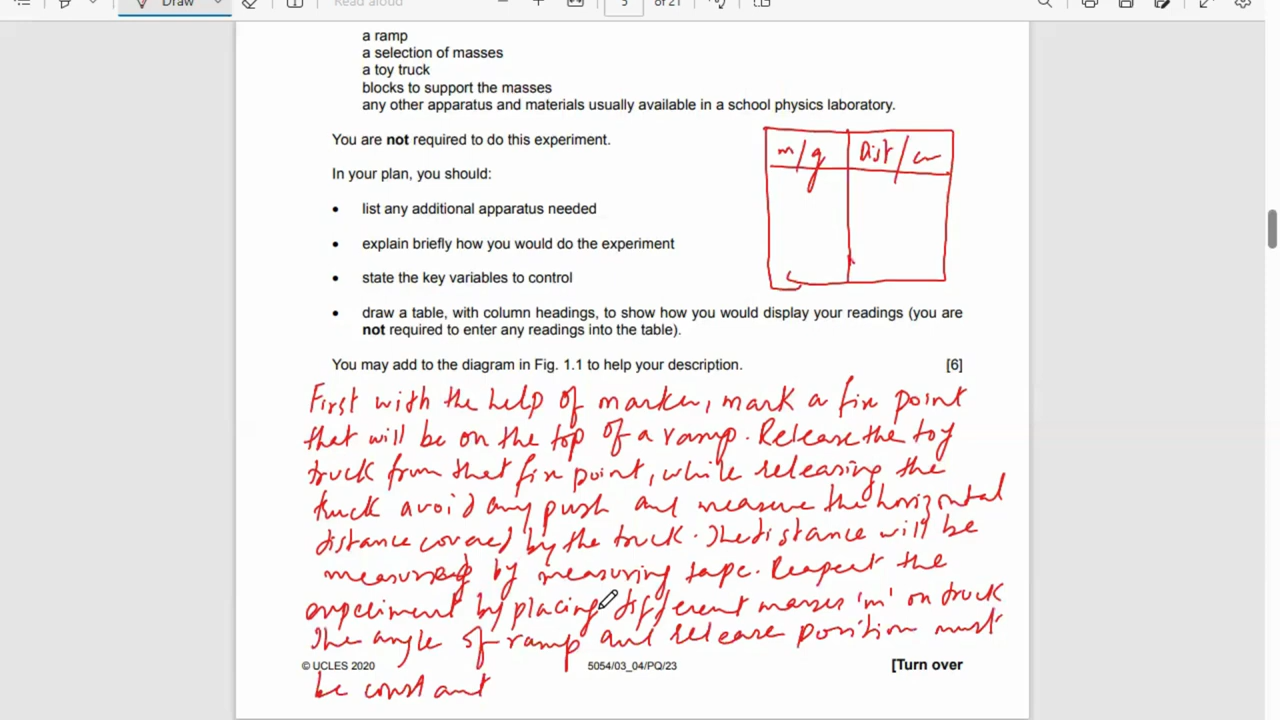 Draw
Read aloud
5
of 21
a ramp
a selection of masses
a toy truck
blocks to support the masses
any other apparatus and materials usually available in a school physics laboratory.
You are not required to do this experiment.
m/g Dist/cm
In your plan, you should:
• list any additional apparatus needed
• explain briefly how you would do the experiment
• state the key variables to control
• draw a table, with column headings, to show how you would display your readings (you are
not required to enter any readings into the table).
You may add to the diagram in Fig. 1.1 to help your description. [6]
First with the help of marker, mark a fix point
that will be on the top of a ramp. Release the toy
truck from that fix point, while releasing the
truck avoid any push and measure the horizontal
distance covered by the truck. The distance will be
by measuring tape. Reapect the
experiment by placing different masses 'm' on truck
The angle of ramp and release position must
© UCLES 2020 5054/03_04/PQ/23 [Turn over
be constant